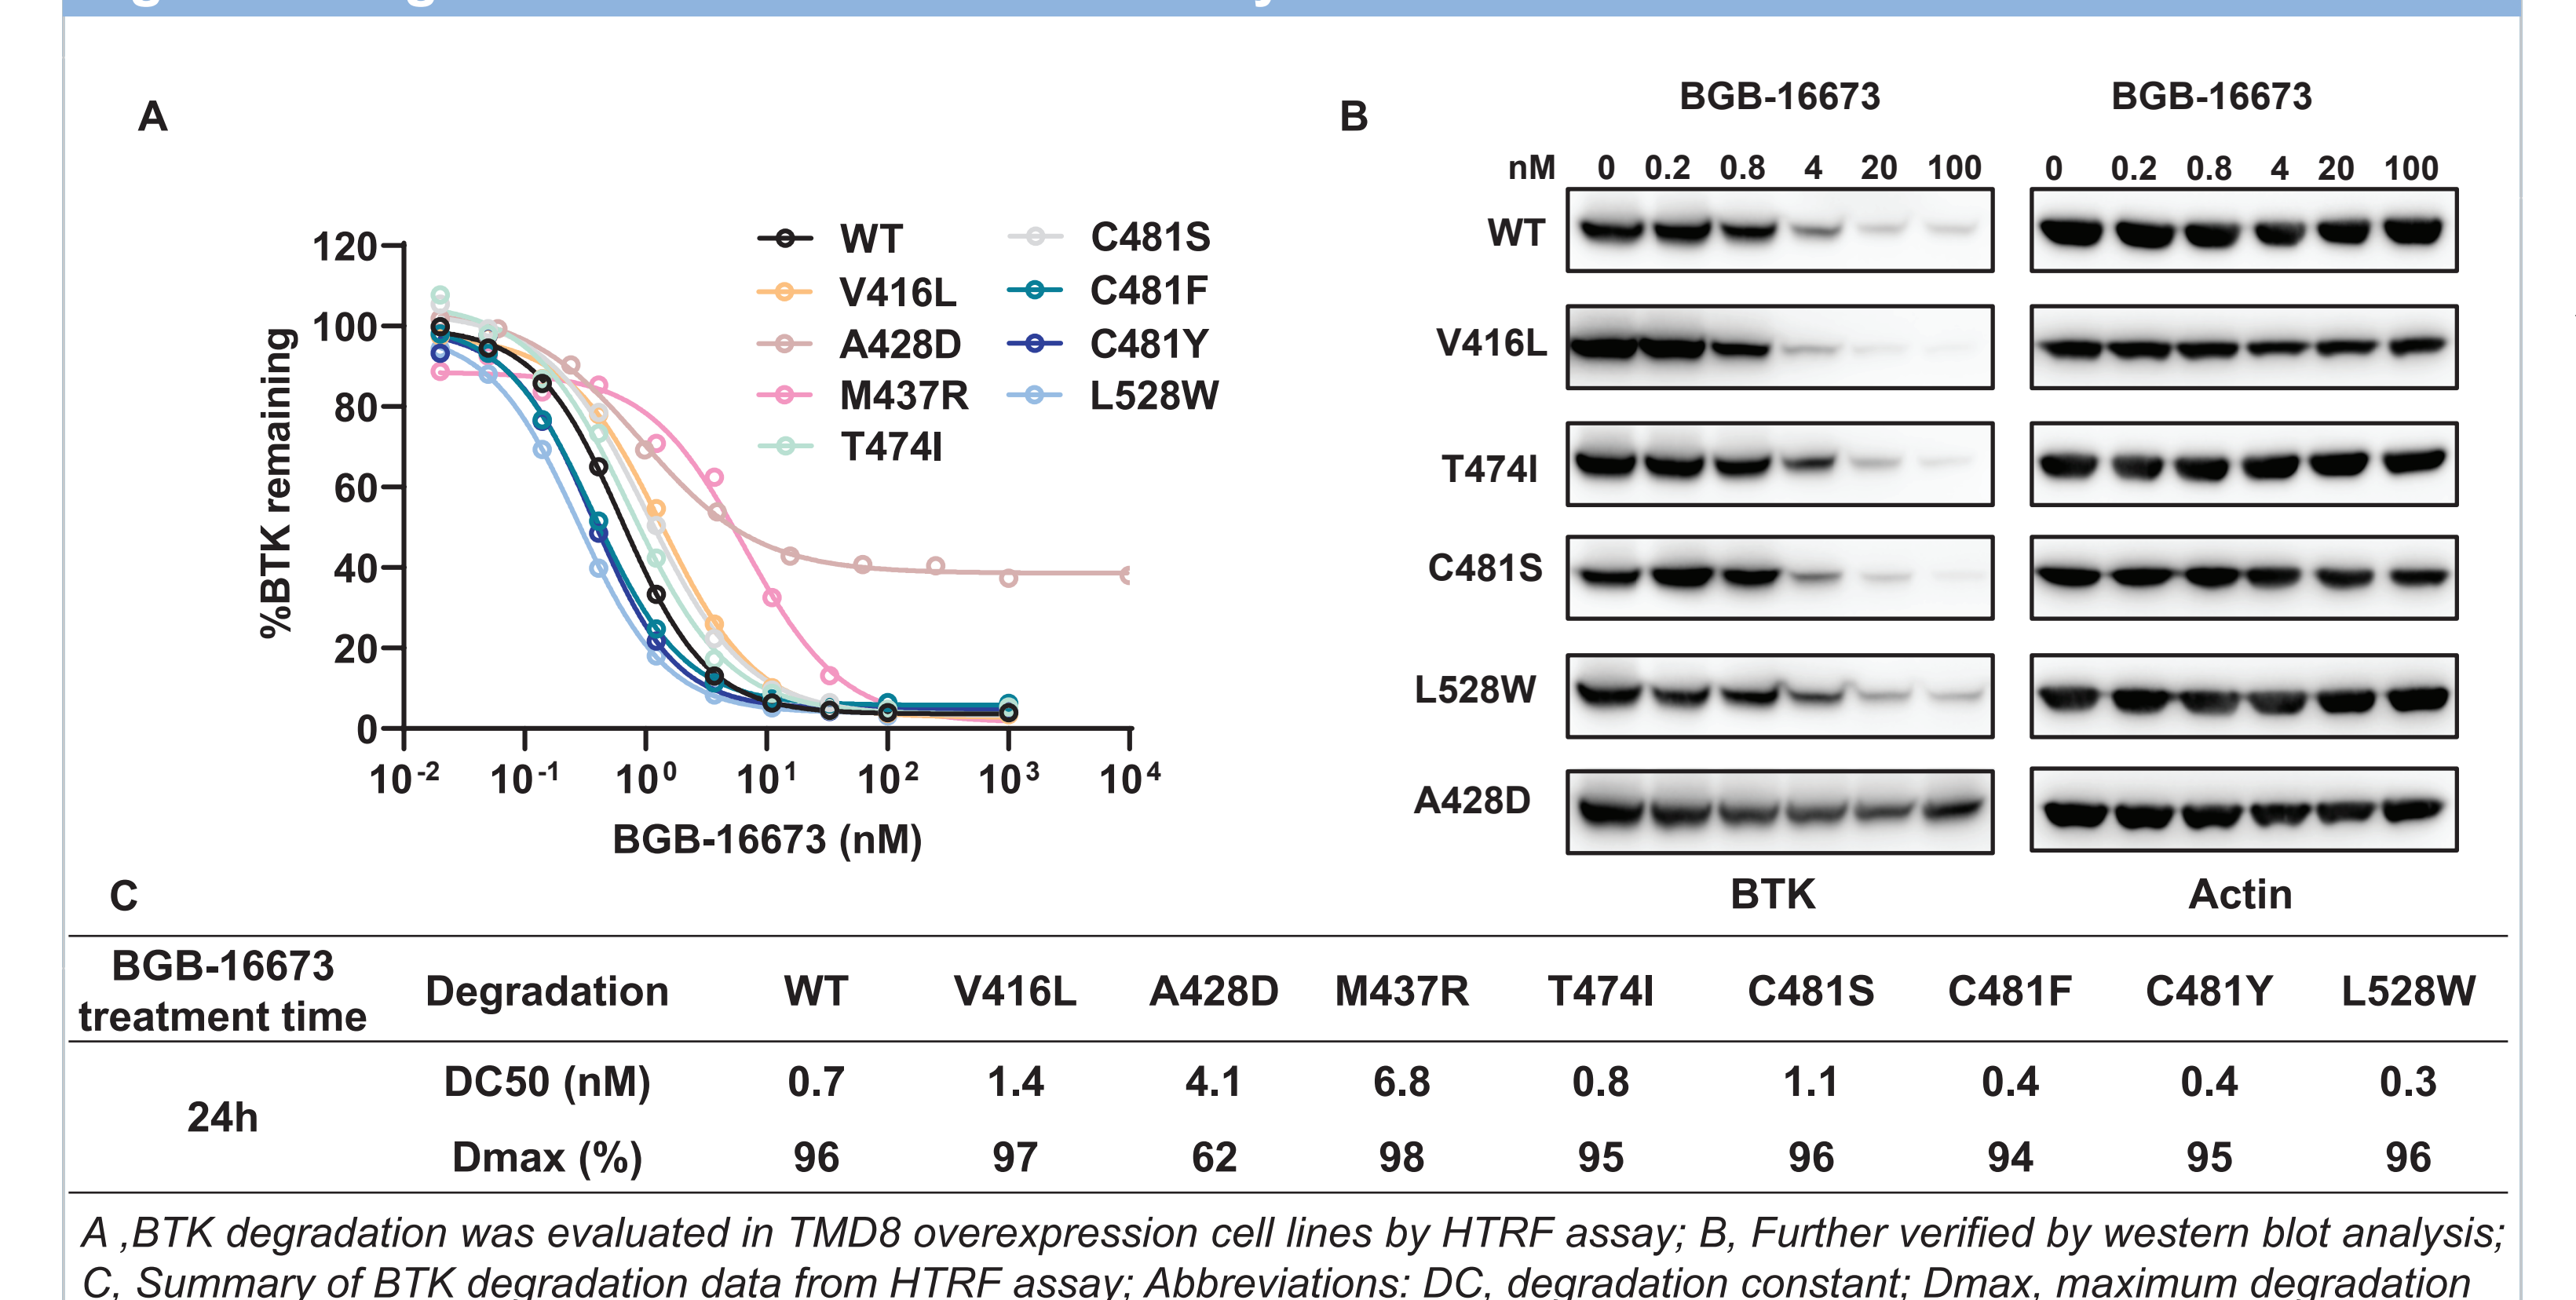 A
120
100
80
60
40
20
0
%BTK remaining
10-2 10-1 100 101 102 103 104
BGB-16673 (nM)
WT
V416L
A428D
M437R
T474I
C481S
C481F
C481Y
L528W
B
BGB-16673 BGB-16673
nM 0 0.2 0.8 4 20 100 0 0.2 0.8 4 20 100
WT
V416L
T474I
C481S
L528W
A428D
BTK Actin
C
BGB-16673
treatment time
Degradation WT V416L A428D M437R T474I C481S C481F C481Y L528W
24h
DC50 (nM) 0.7 1.4 4.1 6.8 0.8 1.1 0.4 0.4 0.3
Dmax (%) 96 97 62 98 95 96 94 95 96
A ,BTK degradation was evaluated in TMD8 overexpression cell lines by HTRF assay; B, Further verified by western blot analysis;
C, Summary of BTK degradation data from HTRF assay; Abbreviations: DC, degradation constant; Dmax, maximum degradation